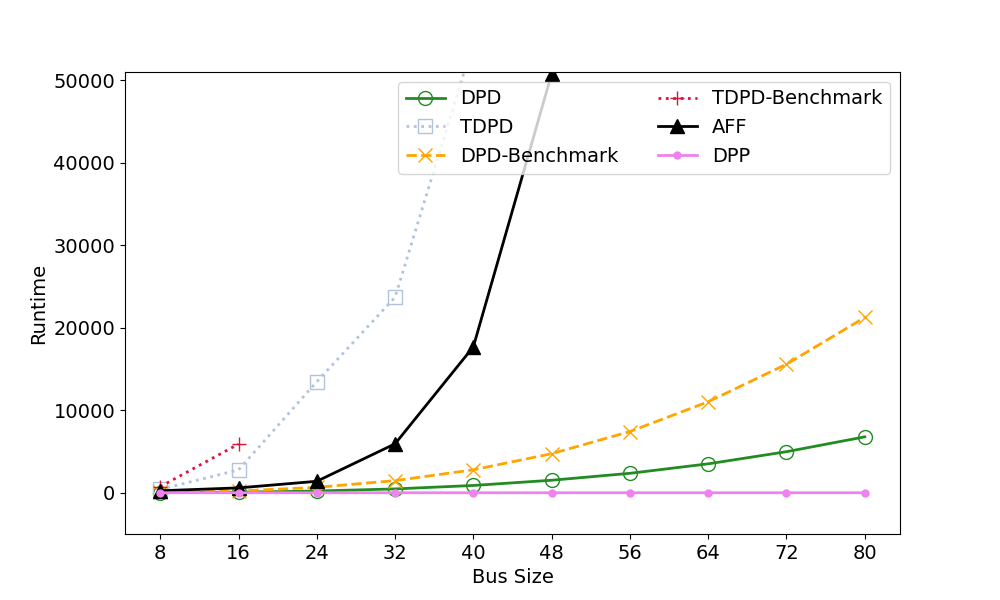 50000
40000
30000
20000
10000
0
Runtime
DPD
TDPD
DPD-Benchmark
TDPD-Benchmark
AFF
DPP
8 16 24 32 40 48 56 64 72 80
Bus Size